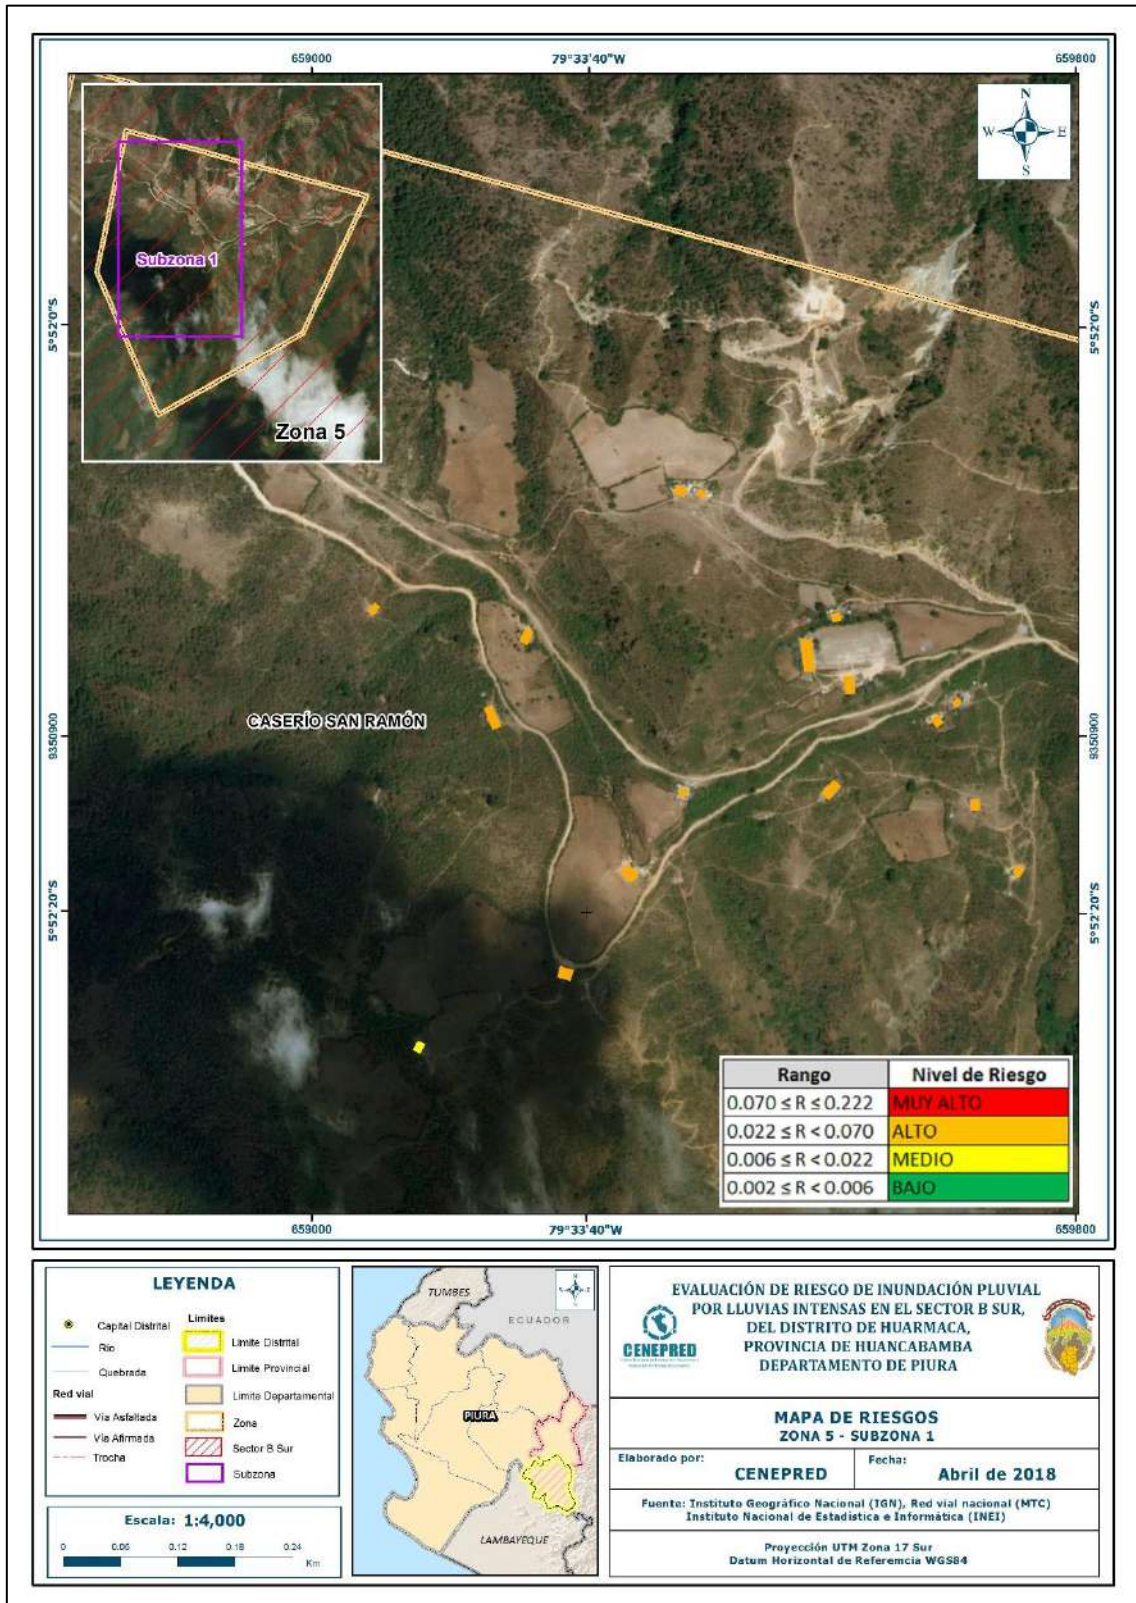 659000
79°33'40"W
659800
N
W
E
S
Subzona 1
Zona 5
5°52'0"S
5°52'0"S
CASERÍO SAN RAMÓN
9350900
9350900
5°52'20"S
5°52'20"S
Rango
Nivel de Riesgo
0.070 ≤ R ≤ 0.222
MUY ALTO
0.022 ≤ R < 0.070
ALTO
0.006 ≤ R < 0.022
MEDIO
0.002 ≤ R < 0.006
BAJO
659000
79°33'40"W
659800
LEYENDA
Capital Distrital
Río
Quebrada
Red vial
Vía Asfaltada
Vía Afirmada
Trocha
Límites
Límite Distrital
Límite Provincial
Límite Departamental
Zona
Sector B Sur
Subzona
Escala: 1:4,000
0
0.06
0.12
0.18
0.24
Km
TUMBES
ECUADOR
PIURA
LAMBAYEQUE
EVALUACIÓN DE RIESGO DE INUNDACIÓN PLUVIAL
POR LLUVIAS INTENSAS EN EL SECTOR B SUR,
DEL DISTRITO DE HUARMACA,
PROVINCIA DE HUANCABAMBA
DEPARTAMENTO DE PIURA
CENEPRED
MAPA DE RIESGOS
ZONA 5 - SUBZONA 1
Elaborado por:
CENEPRED
Fecha:
Abril de 2018
Fuente: Instituto Geográfico Nacional (IGN), Red vial nacional (MTC)
Instituto Nacional de Estadística e Informática (INEI)
Proyección UTM Zona 17 Sur
Datum Horizontal de Referencia WGS84